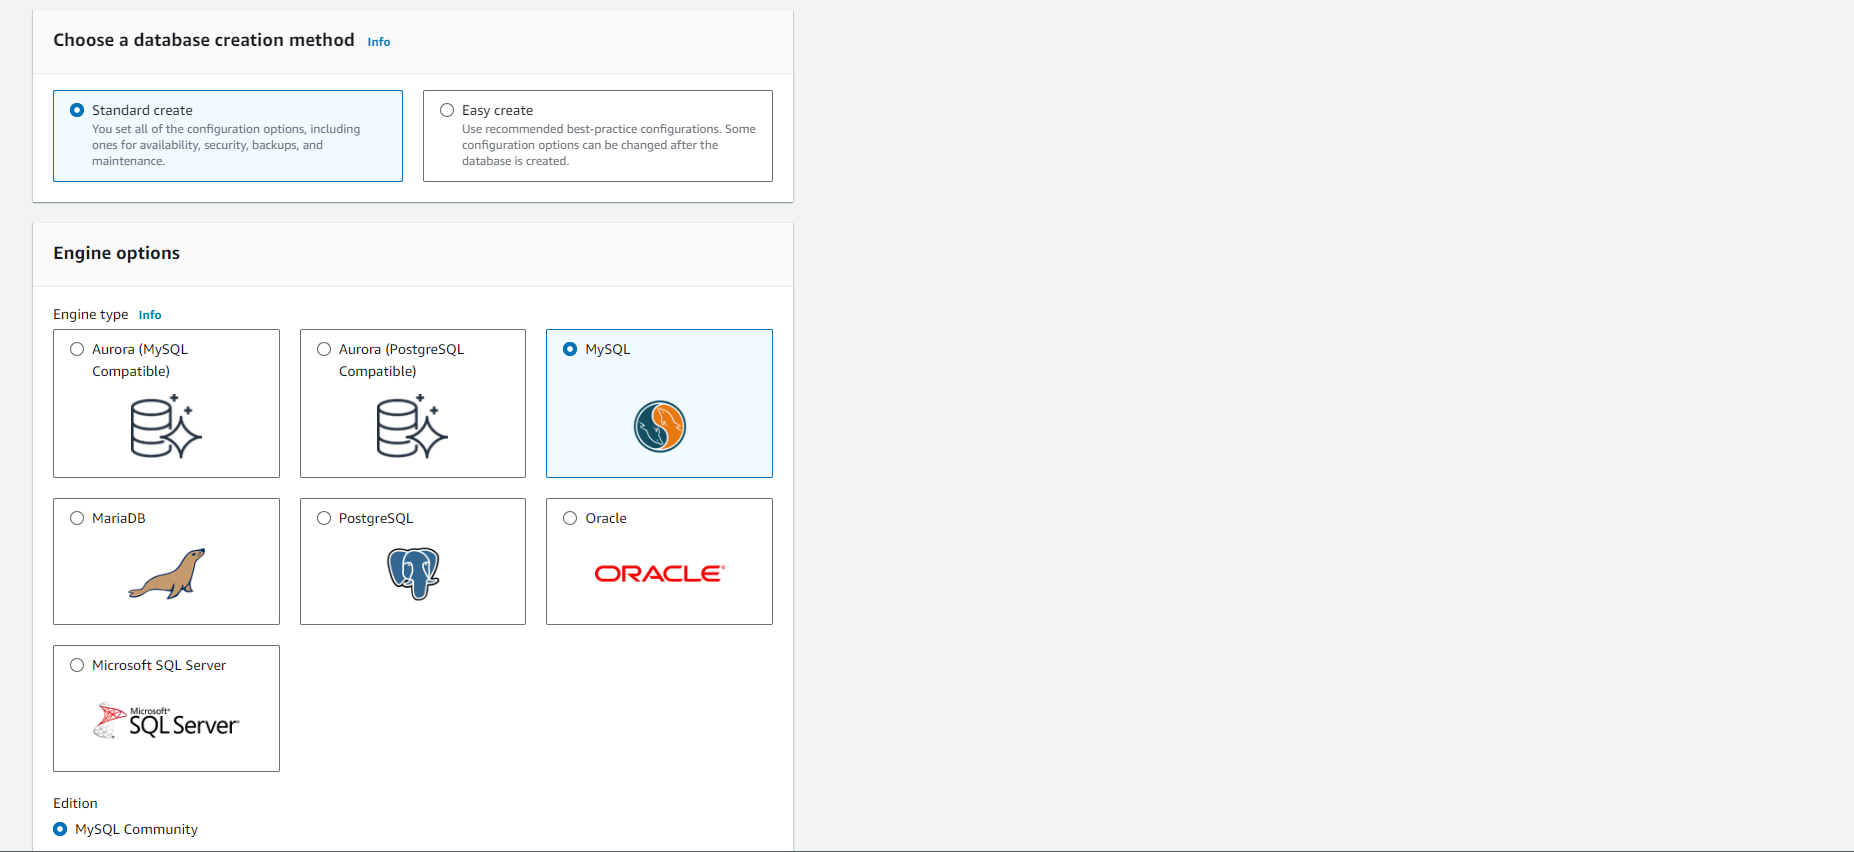 Choose a database creation method Info
Standard create
You set all of the configuration options, including
ones for availability, security, backups, and
maintenance.
Easy create
Use recommended best-practice configurations. Some
configuration options can be changed after the
database is created.
Engine options
Engine type Info
Aurora (MySQL
Compatible)
Aurora (PostgreSQL
Compatible)
MySQL
MariaDB
PostgreSQL
Oracle
ORACLE
Microsoft SQL Server
Microsoft
SQL Server
Edition
MySQL Community